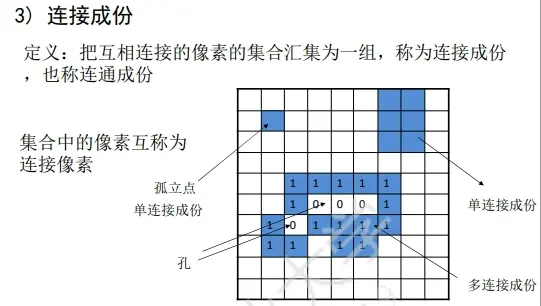 3) 连接成份
定义：把互相连接的像素的集合汇集为一组，称为连接成份
，也称连通成份
集合中的像素互称为
连接像素
孤立点
单连接成份
单连接成份
孔
多连接成份
1 1 1 1 1
1 0 0 0 1
1 0 1 1 1 1
1 1 1 1
大学